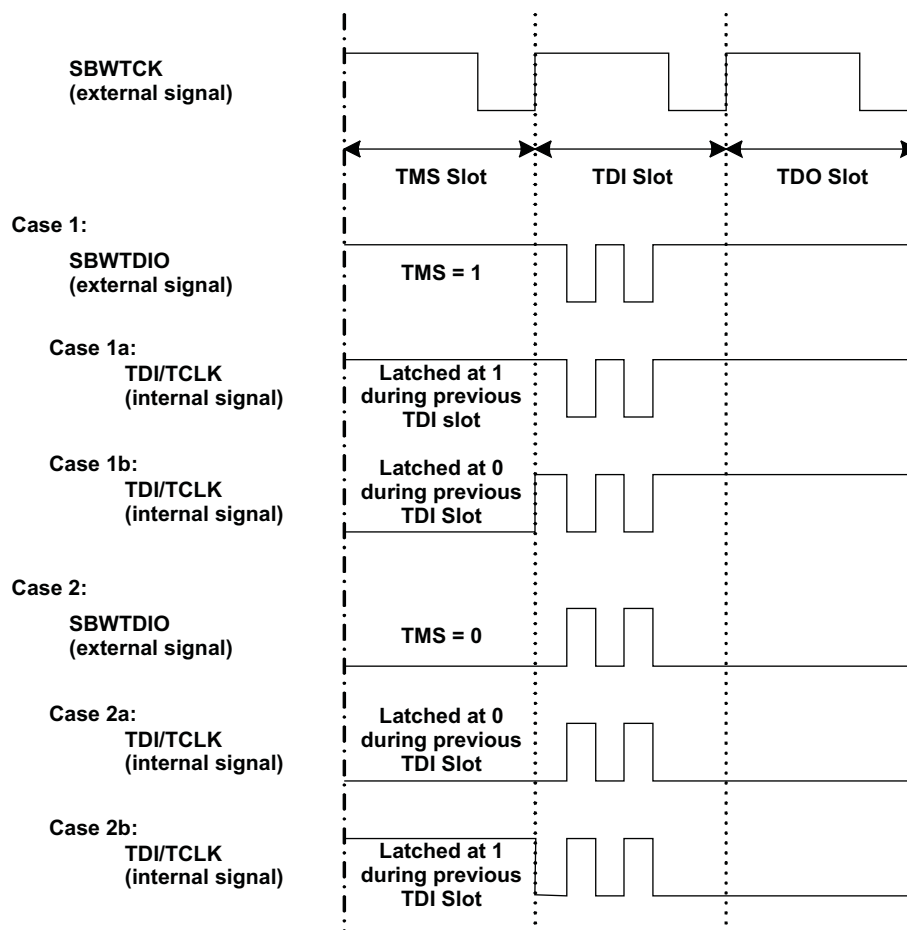 SBWTCK
(external signal)
TMS Slot
TDI Slot
TDO Slot
Case 1:
SBWTDIO
(external signal)
TMS = 1
Case 1a:
TDI/TCLK
(internal signal)
Latched at 1
during previous
TDI slot
Case 1b:
TDI/TCLK
(internal signal)
Latched at 0
during previous
TDI Slot
Case 2:
SBWTDIO
(external signal)
TMS = 0
Case 2a:
TDI/TCLK
(internal signal)
Latched at 0
during previous
TDI Slot
Case 2b:
TDI/TCLK
(internal signal)
Latched at 1
during previous
TDI Slot